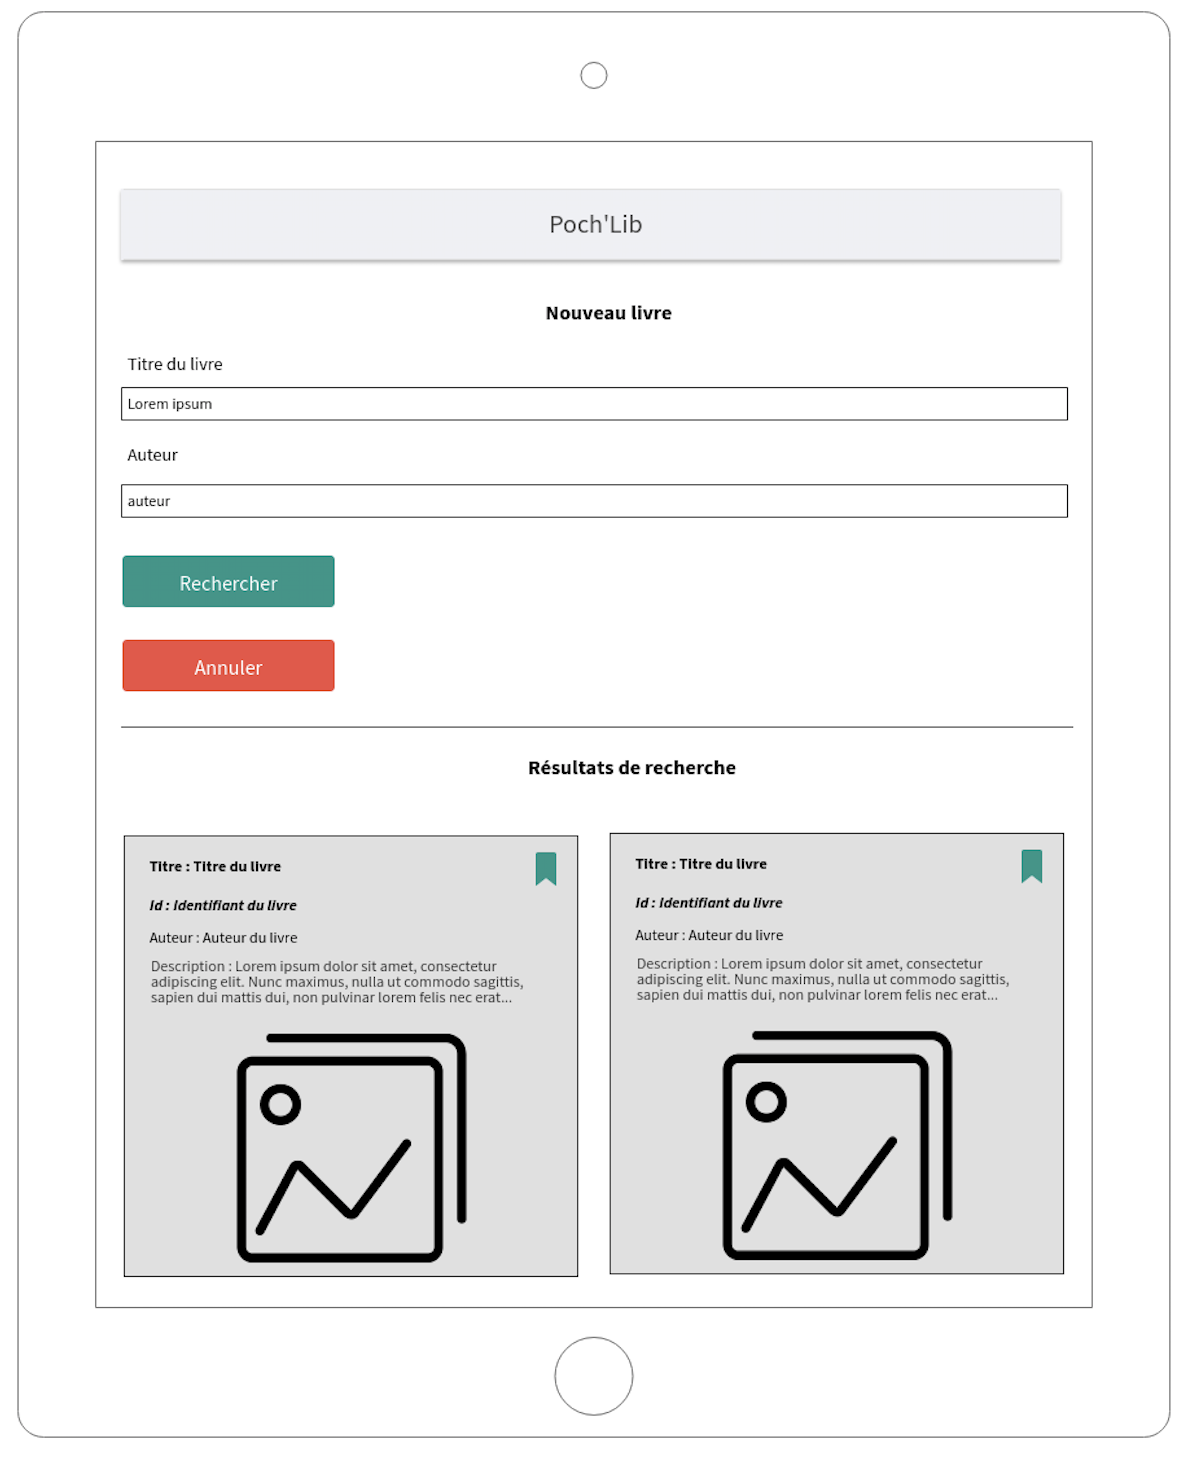 Poch'Lib
Nouveau livre
Titre du livre
Lorem ipsum
Auteur
auteur
Rechercher
Annuler
Résultats de recherche
Titre : Titre du livre
Id : Identifiant du livre
Auteur : Auteur du livre
Description : Lorem ipsum dolor sit amet, consectetur
adipiscing elit. Nunc maximus, nulla ut commodo sagittis,
sapien dui mattis dui, non pulvinar lorem felis nec erat...
Titre : Titre du livre
Id : Identifiant du livre
Auteur : Auteur du livre
Description : Lorem ipsum dolor sit amet, consectetur
adipiscing elit. Nunc maximus, nulla ut commodo sagittis,
sapien dui mattis dui, non pulvinar lorem felis nec erat...